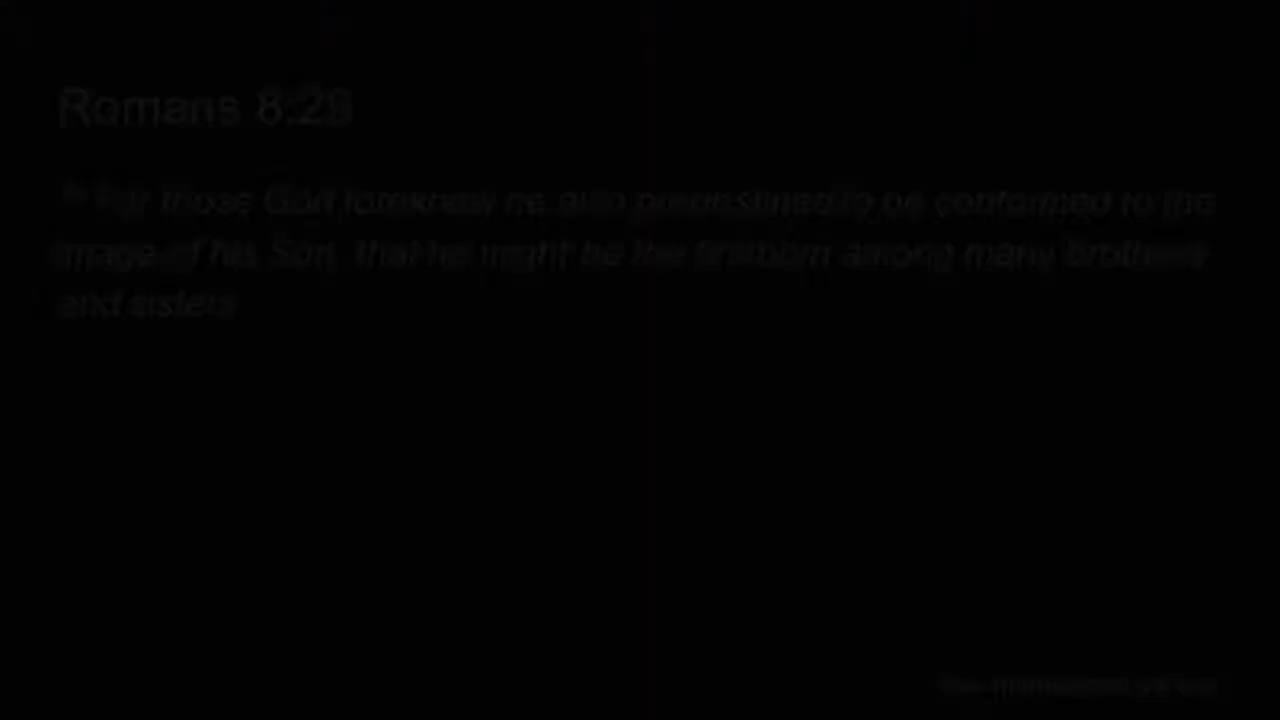 Romans 8:29
29 For those God foreknew he also predestined to be conformed to the
image of his Son, that he might be the firstborn among many brothers
and sisters